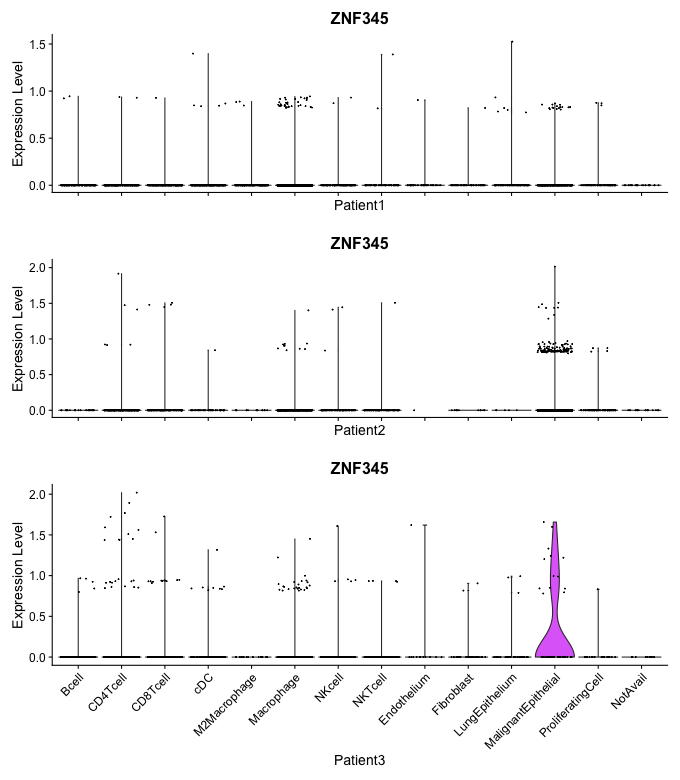 ZNF345
Expression Level
1.5
1.0
0.5
0.0
Patient1
ZNF345
Expression Level
2.0
1.5
1.0
0.5
0.0
Patient2
ZNF345
Expression Level
2.0
1.5
1.0
0.5
0.0
Bcell
CD4Tcell
CD8Tcell
cDC
M2Macrophage
Macrophage
NKcell
NKTcell
Endothelium
Fibroblast
LungEpithelium
MalignantEpithelial
ProliferatingCell
NotAvail
Patient3